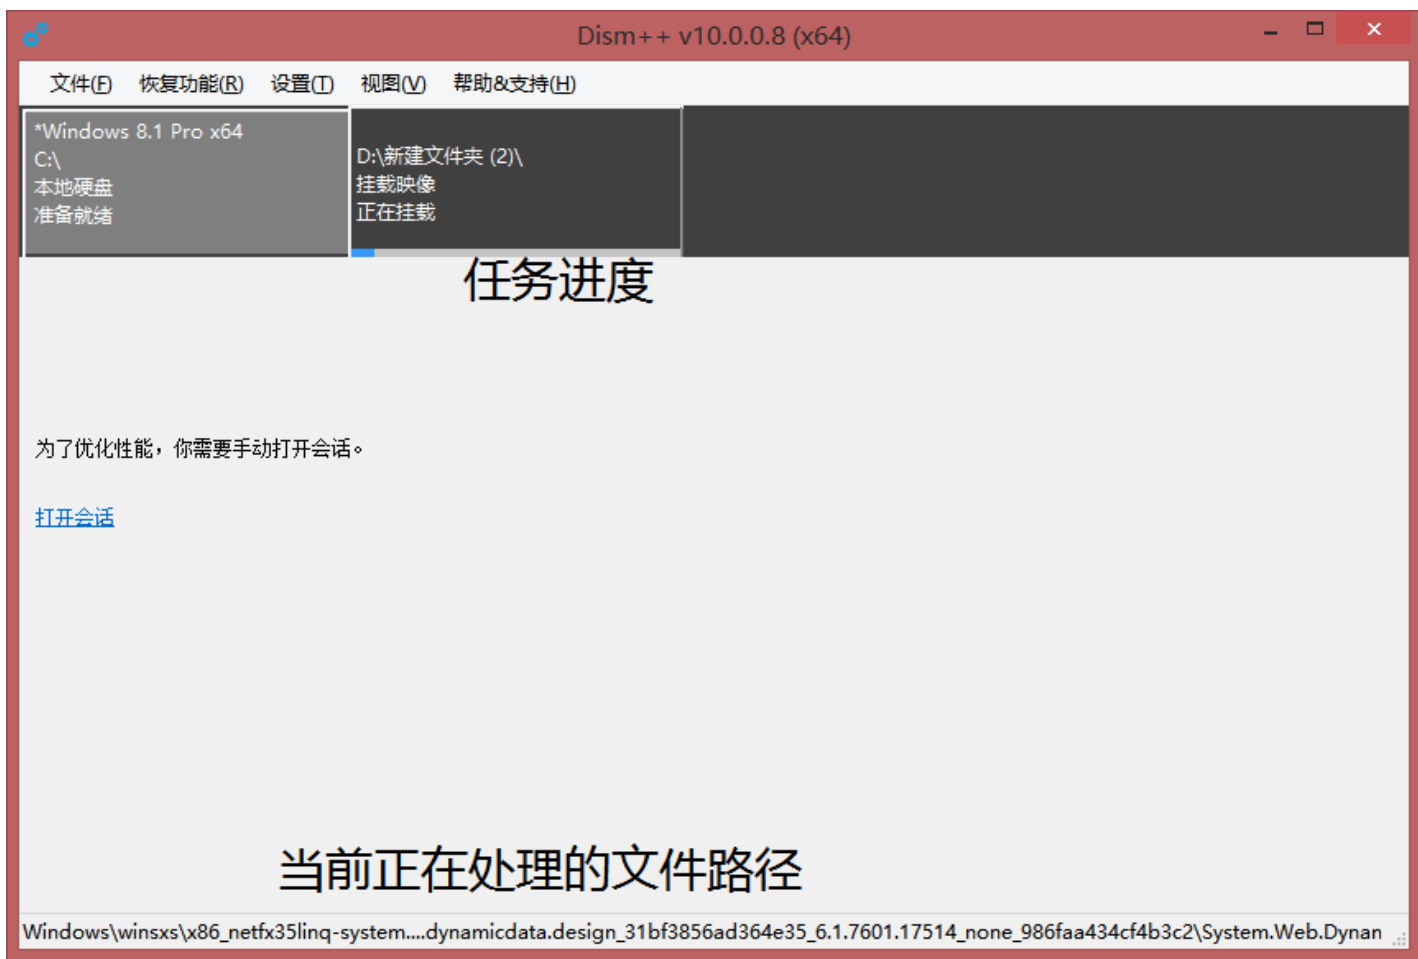 Dism++ v10.0.0.8 (x64)
文件(F) 恢复功能(R) 设置(T) 视图(V) 帮助&支持(H)
*Windows 8.1 Pro x64
C:\
本地硬盘
准备就绪
D:\新建文件夹 (2)\
挂载映像
正在挂载
任务进度
为了优化性能，你需要手动打开会话。
打开会话
当前正在处理的文件路径
Windows\winsxs\x86_netfx35linq-system....dynamicdata.design_31bf3856ad364e35_6.1.7601.17514_none_986faa434cf4b3c2\System.Web.Dynan